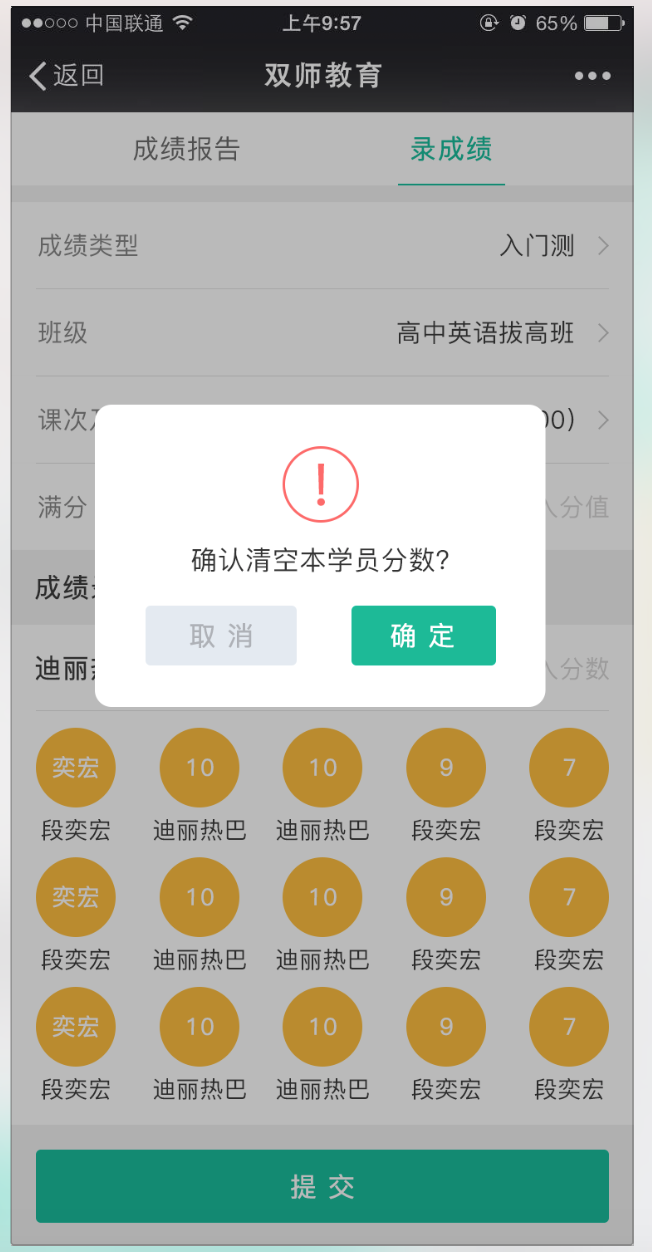 中国联通 上午9:57 65%
返回 双师教育
成绩报告 录成绩
成绩类型 入门测
班级 高中英语拔高班
课次 00)
满分 分值
成绩
确认清空本学员分数?
取消 确定
迪丽 分数
奕宏 10 10 9 7
段奕宏 迪丽热巴 迪丽热巴 段奕宏 段奕宏
奕宏 10 10 9 7
段奕宏 迪丽热巴 迪丽热巴 段奕宏 段奕宏
奕宏 10 10 9 7
段奕宏 迪丽热巴 迪丽热巴 段奕宏 段奕宏
提交